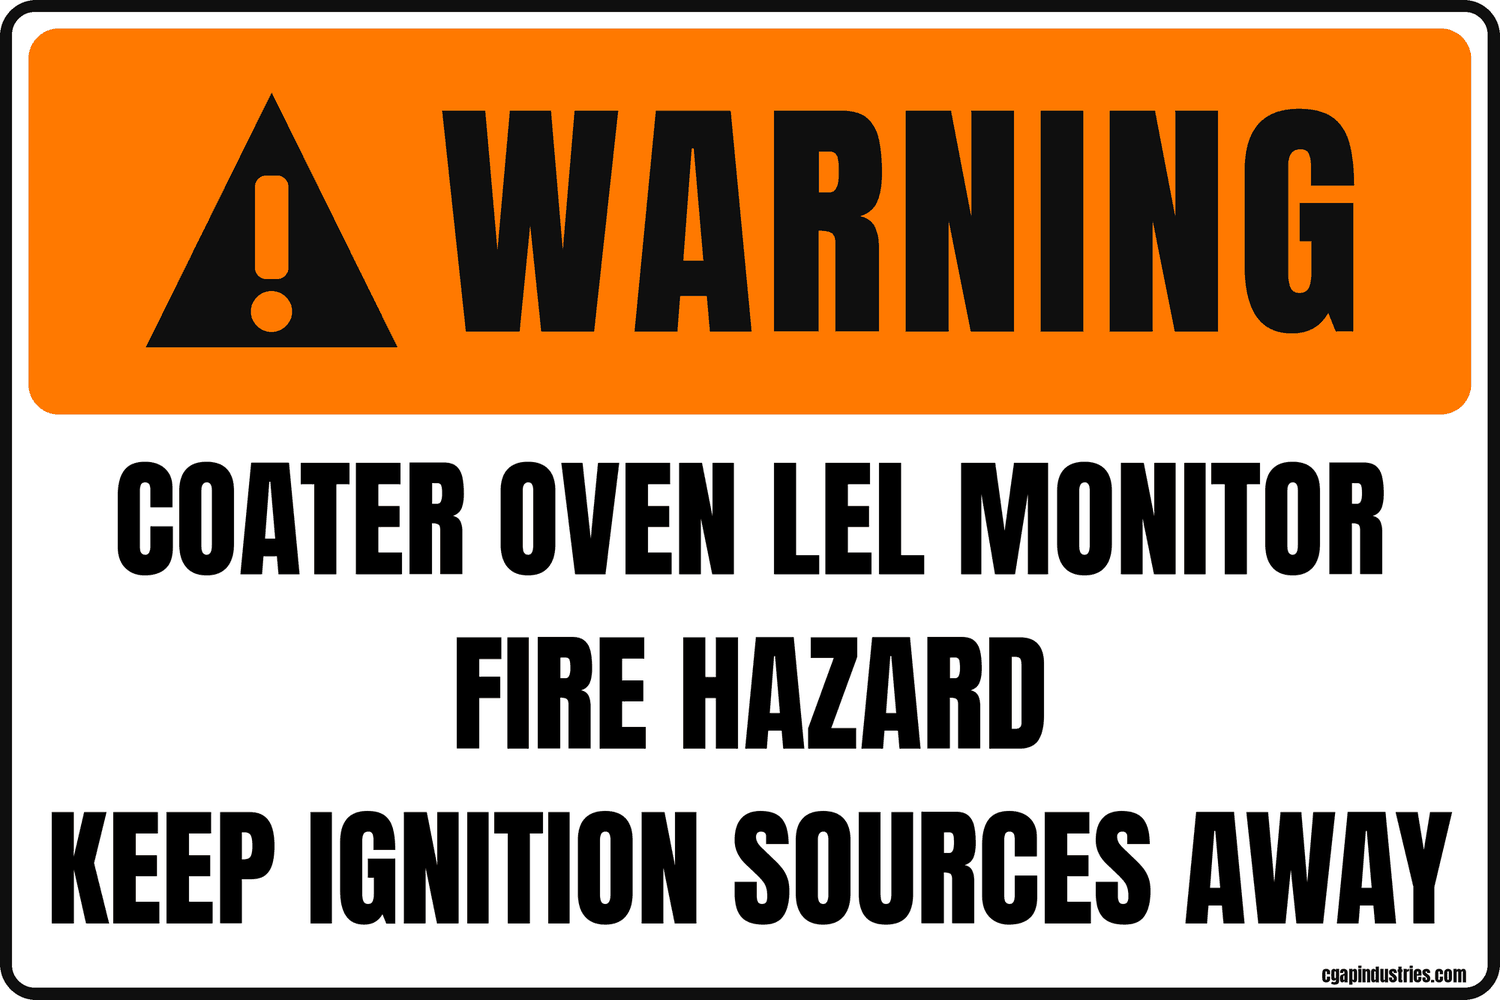 WARNING
COATER OVEN LEL MONITOR
FIRE HAZARD
KEEP IGNITION SOURCES AWAY
cgapindustries.com